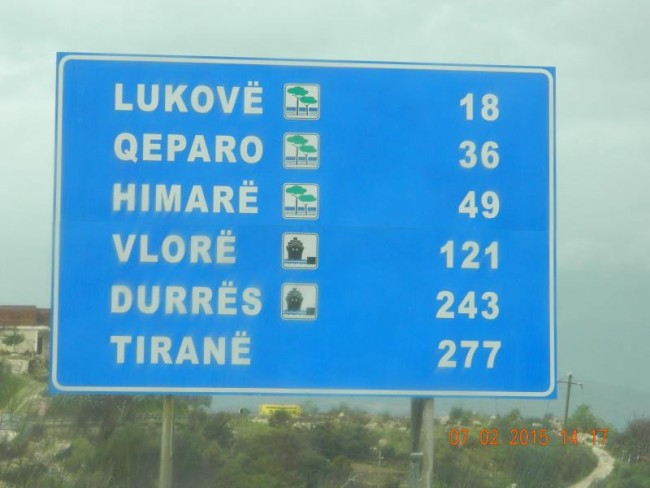 LUKOVË 18
QEPARO 36
HIMARË 49
VLORË 121
DURRËS 243
TIRANË 277
07 02 2015 14:17